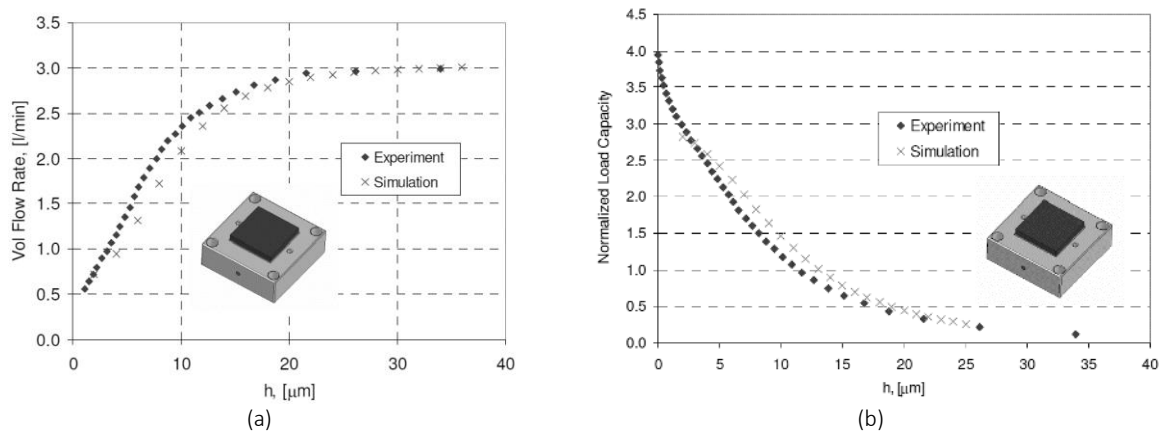 3.5
3.0
2.5
2.0
1.5
1.0
0.5
0.0
Vol Flow Rate, [l/min]
Experiment
Simulation
0 10 20 30 40
h, [μm]
(a)
4.5
4.0
3.5
3.0
2.5
2.0
1.5
1.0
0.5
0.0
Normalized Load Capacity
Experiment
Simulation
0 5 10 15 20 25 30 35 40
h, [μm]
(b)